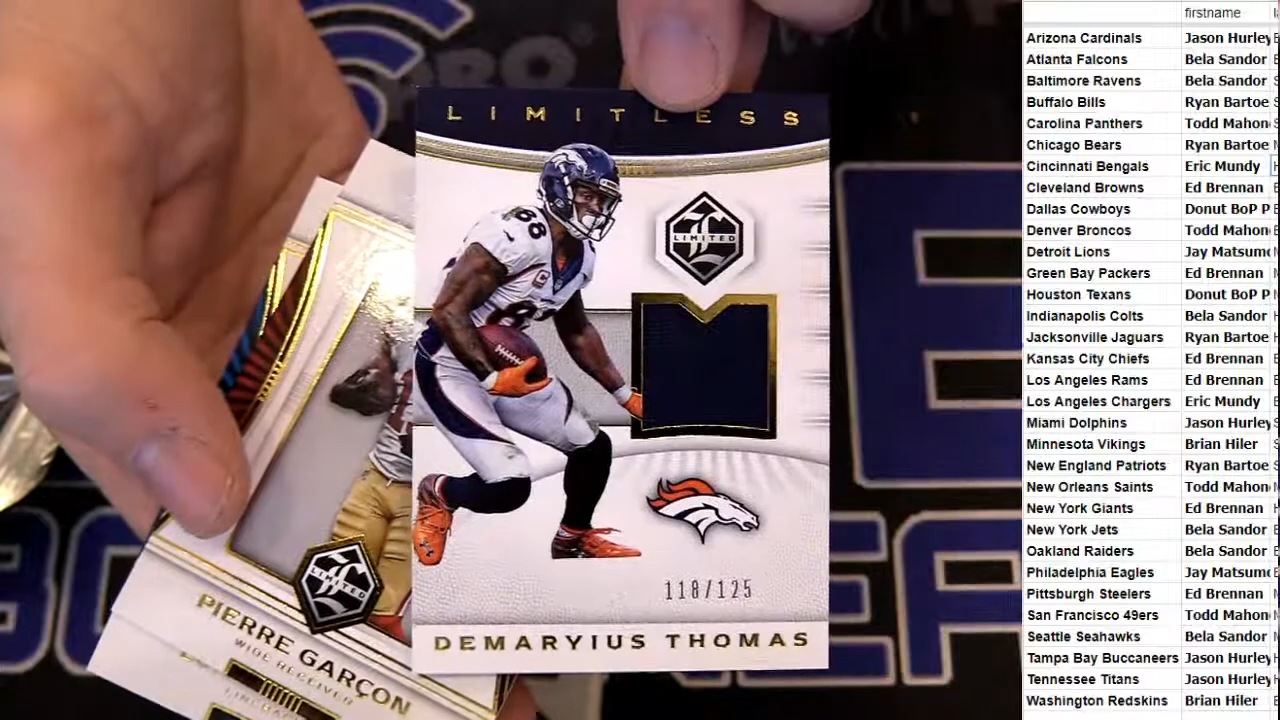 LIMITLESS
88
LIMITED
118/125
DEMARYIUS THOMAS
LIMITED
PIERRE GARÇON
WIDE RECEIVER
firstname
Arizona Cardinals Jason Hurley
Atlanta Falcons Bela Sandor
Baltimore Ravens Bela Sandor
Buffalo Bills Ryan Bartoe
Carolina Panthers Todd Mahon
Chicago Bears Ryan Bartoe
Cincinnati Bengals Eric Mundy
Cleveland Browns Ed Brennan
Dallas Cowboys Donut BoP P
Denver Broncos Todd Mahon
Detroit Lions Jay Matsumo
Green Bay Packers Ed Brennan
Houston Texans Donut BoP P
Indianapolis Colts Bela Sandor
Jacksonville Jaguars Ryan Bartoe
Kansas City Chiefs Ed Brennan
Los Angeles Rams Ed Brennan
Los Angeles Chargers Eric Mundy
Miami Dolphins Jason Hurley
Minnesota Vikings Brian Hiler
New England Patriots Ryan Bartoe
New Orleans Saints Todd Mahon
New York Giants Ed Brennan
New York Jets Bela Sandor
Oakland Raiders Bela Sandor
Philadelphia Eagles Jay Matsumo
Pittsburgh Steelers Ed Brennan
San Francisco 49ers Todd Mahon
Seattle Seahawks Bela Sandor
Tampa Bay Buccaneers Jason Hurley
Tennessee Titans Jason Hurley
Washington Redskins Brian Hiler